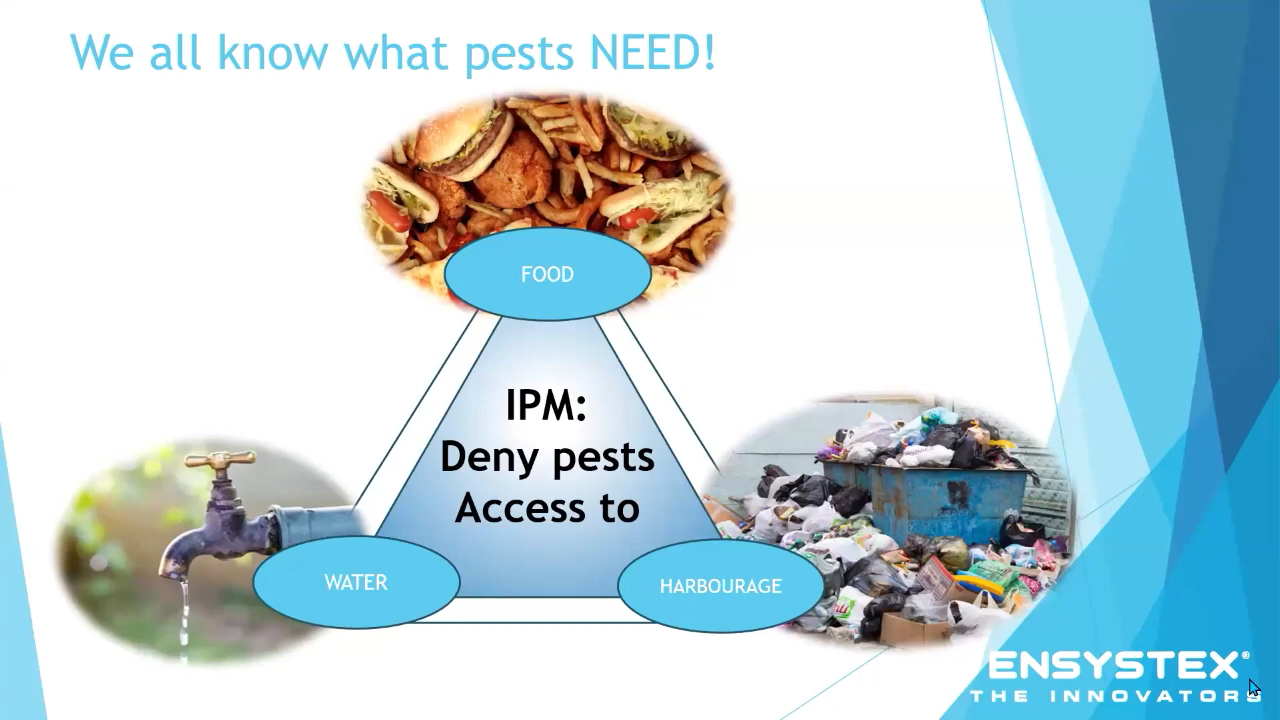 We all know what pests NEED!
FOOD
IPM:
Deny pests
Access to
WATER
HARBOURAGE
ENSYSTEX®
THE INNOVATORS